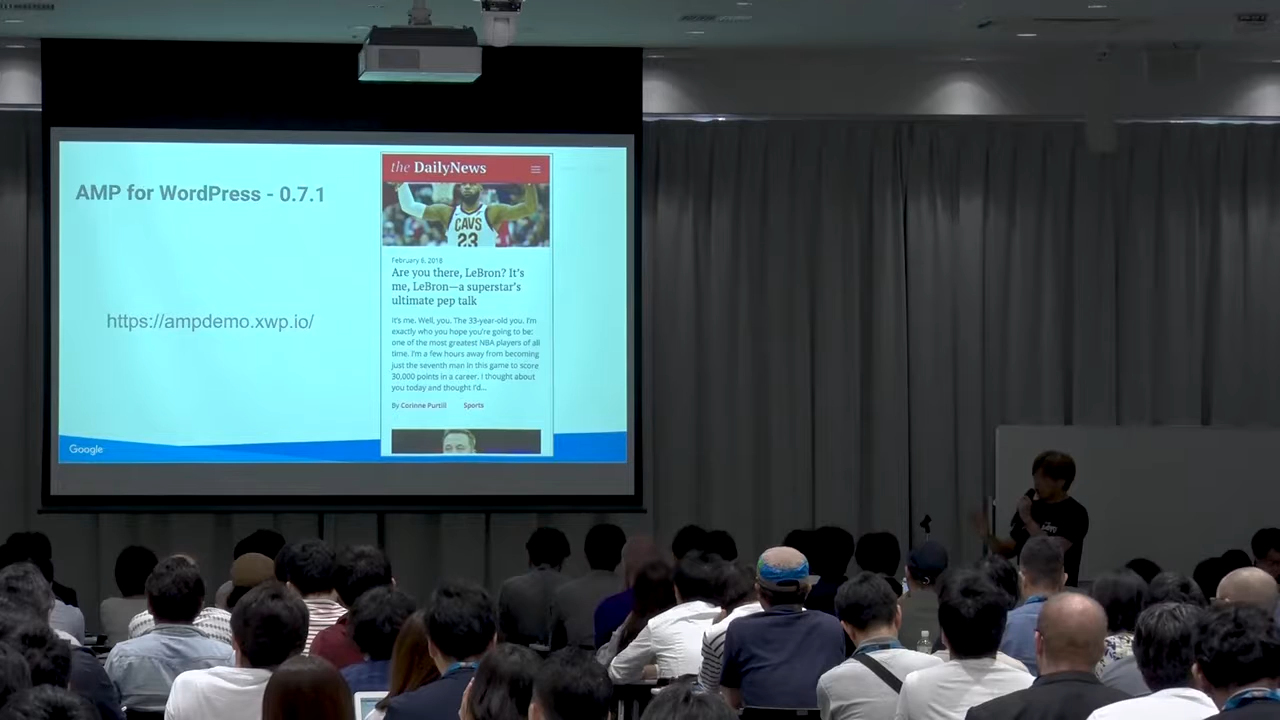 AMP for WordPress - 0.7.1
https://ampdemo.xwp.io/
Google
the DailyNews
CAVS
23
February 6, 2018
Are you there, LeBron? It's
me, LeBron—a superstar's
ultimate pep talk
It's me. Well, you. The 33-year-old you. I'm
exactly who you hope you're going to be:
one of the most greatest NBA players of all
time. I'm a few hours away from becoming
just the seventh man in this game to score
30,000 points in a career. I thought about
you today and thought I'd...
By Corinne Purtill Sports